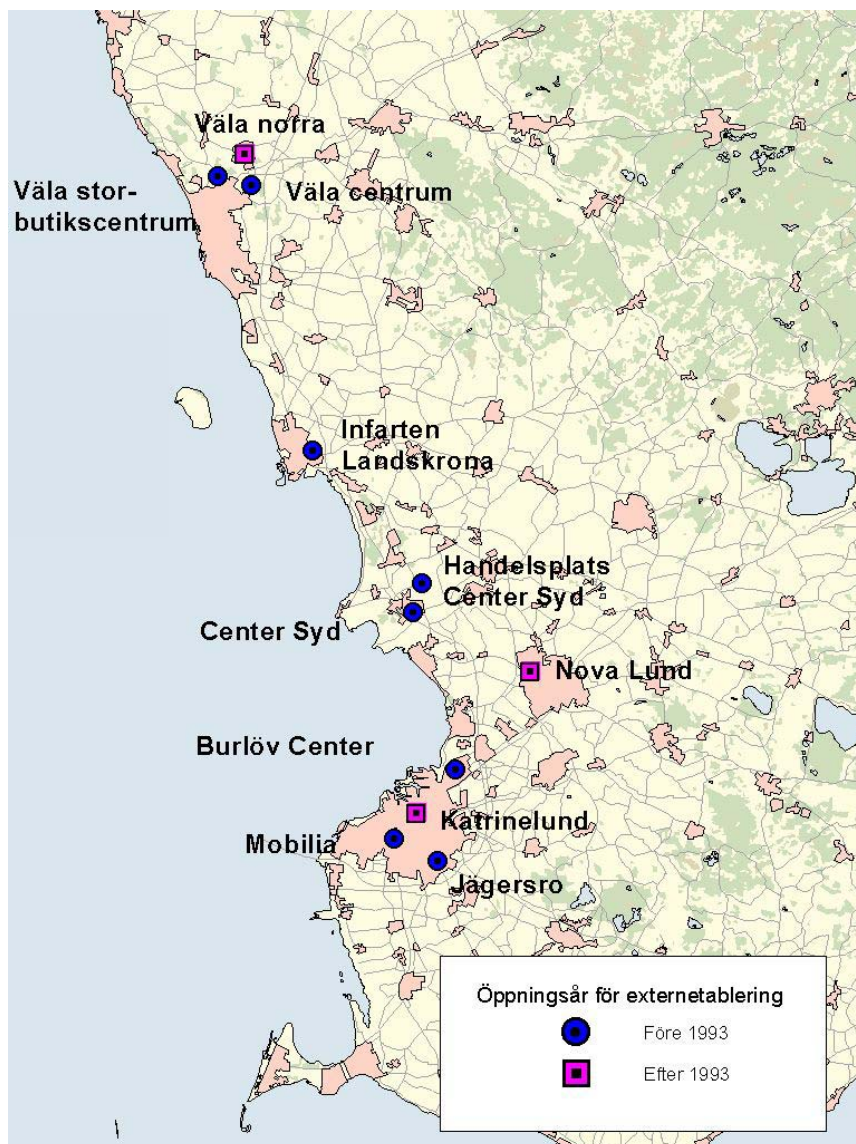 Väla norra
Väla stor-
butikscentrum
Väla centrum
Infarten
Landskrona
Handelsplats
Center Syd
Center Syd
Nova Lund
Burlöv Center
Katrinelund
Mobilia
Jägersro
Öppningsår för externetablering
Före 1993
Efter 1993